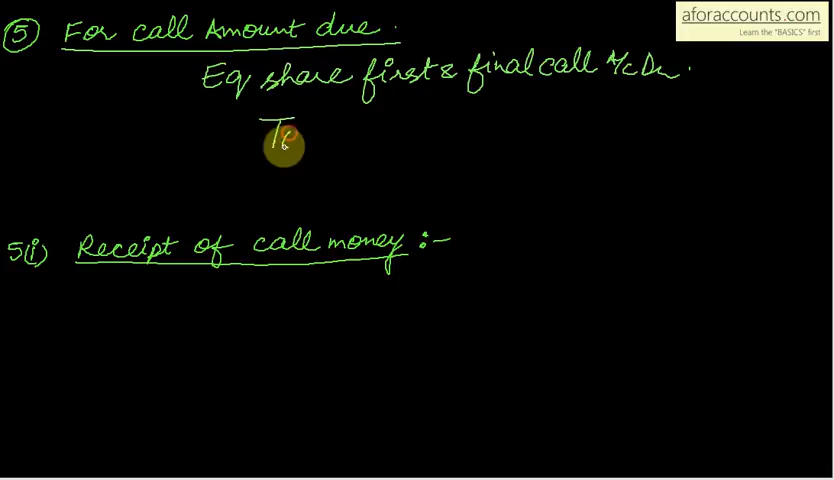 aforaccounts.com
Learn the "BASICS" first
5 For call Amount due.
Eq share first & final call A/c Dr.
To
5(i) Receipt of call money :-